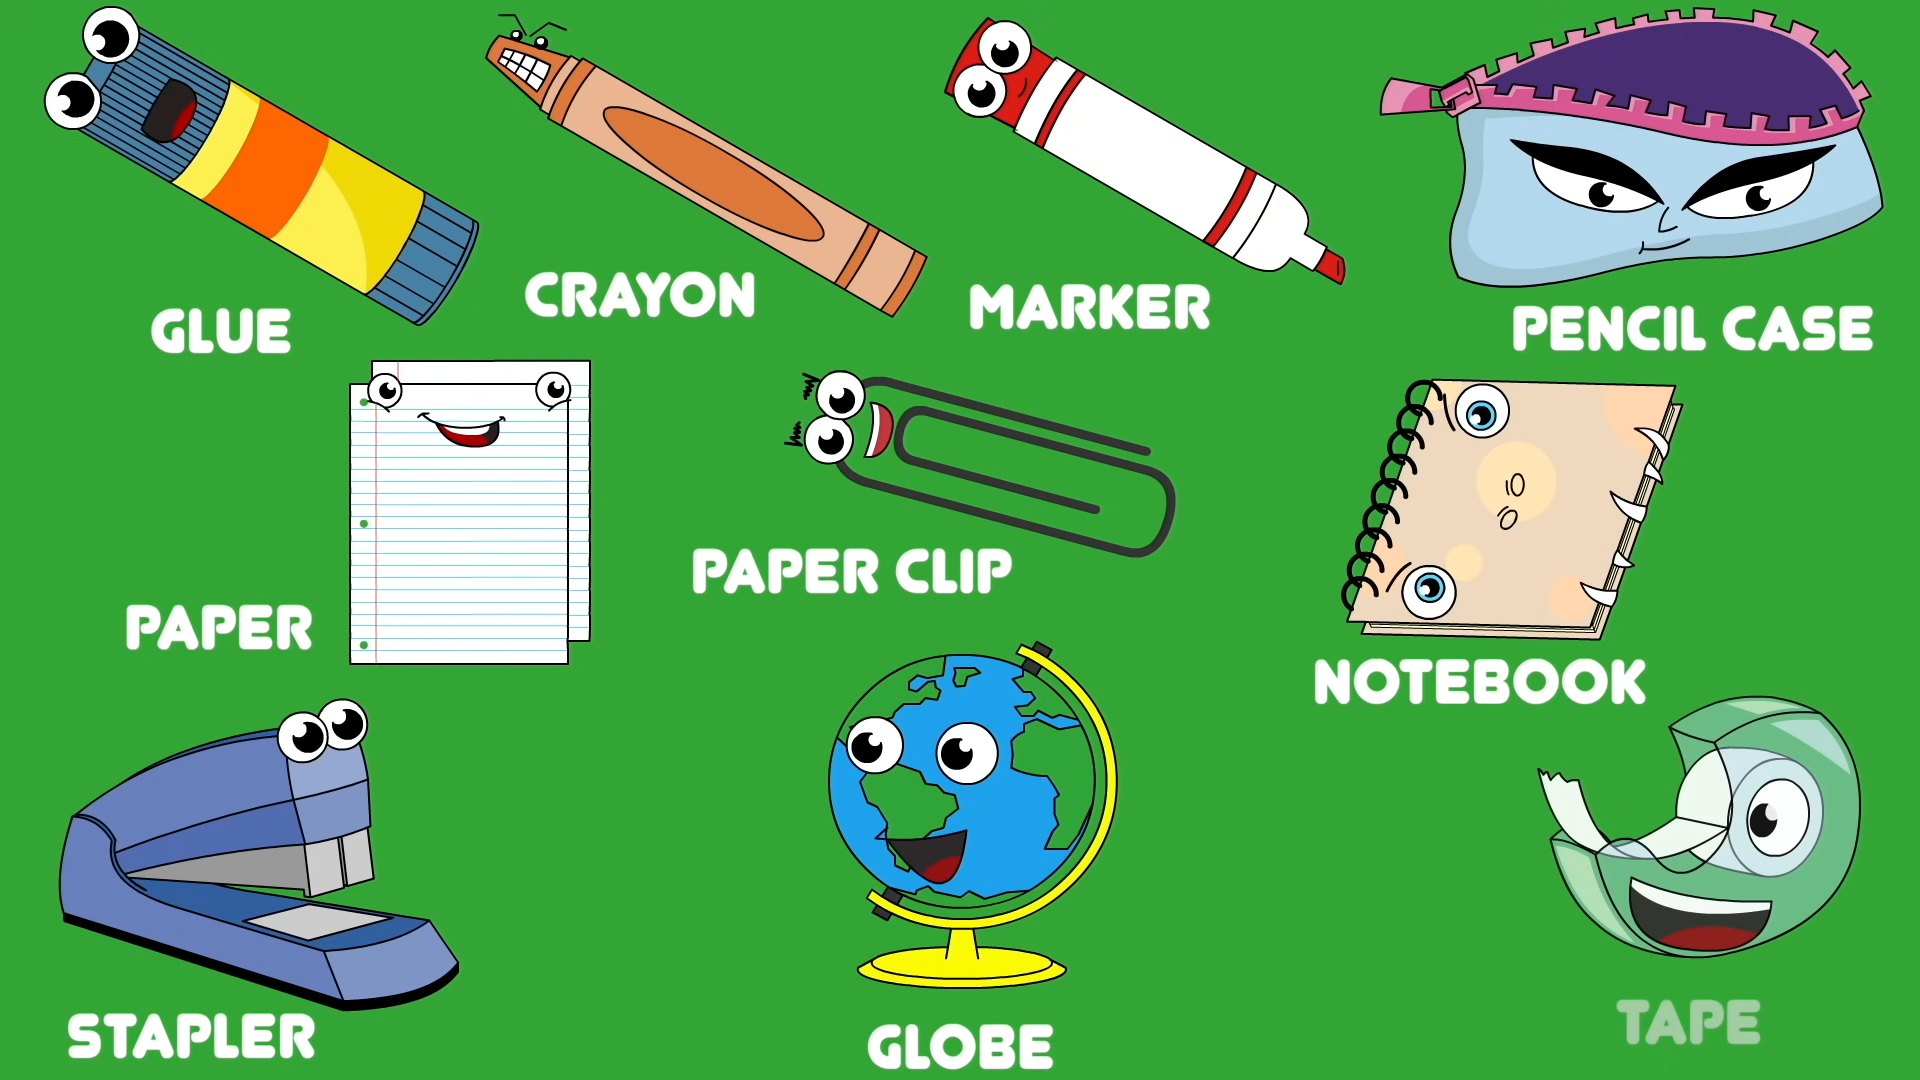 GLUE
CRAYON
MARKER
PENCIL CASE
PAPER
PAPER CLIP
NOTEBOOK
STAPLER
GLOBE
TAPE